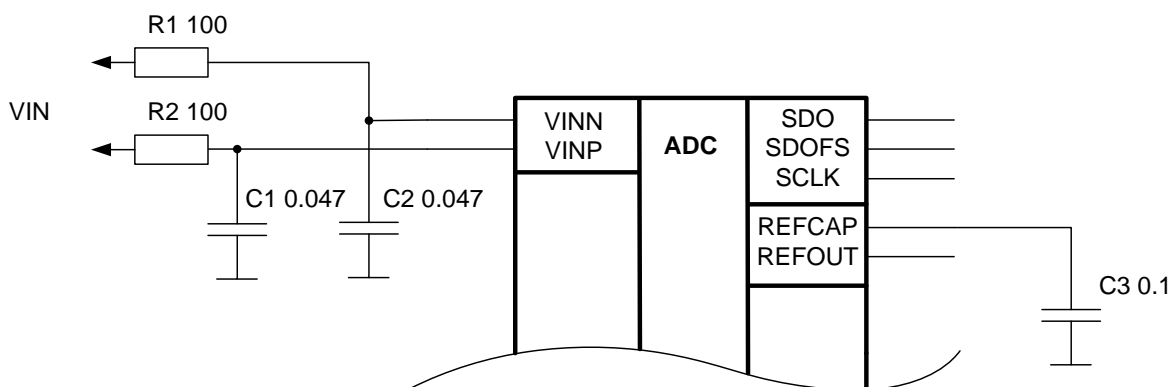 R1 100
VIN
R2 100
VINN
VINP
ADC
SDO
SDOFS
SCLK
C1 0.047
C2 0.047
REFCAP
REFOUT
C3 0.1